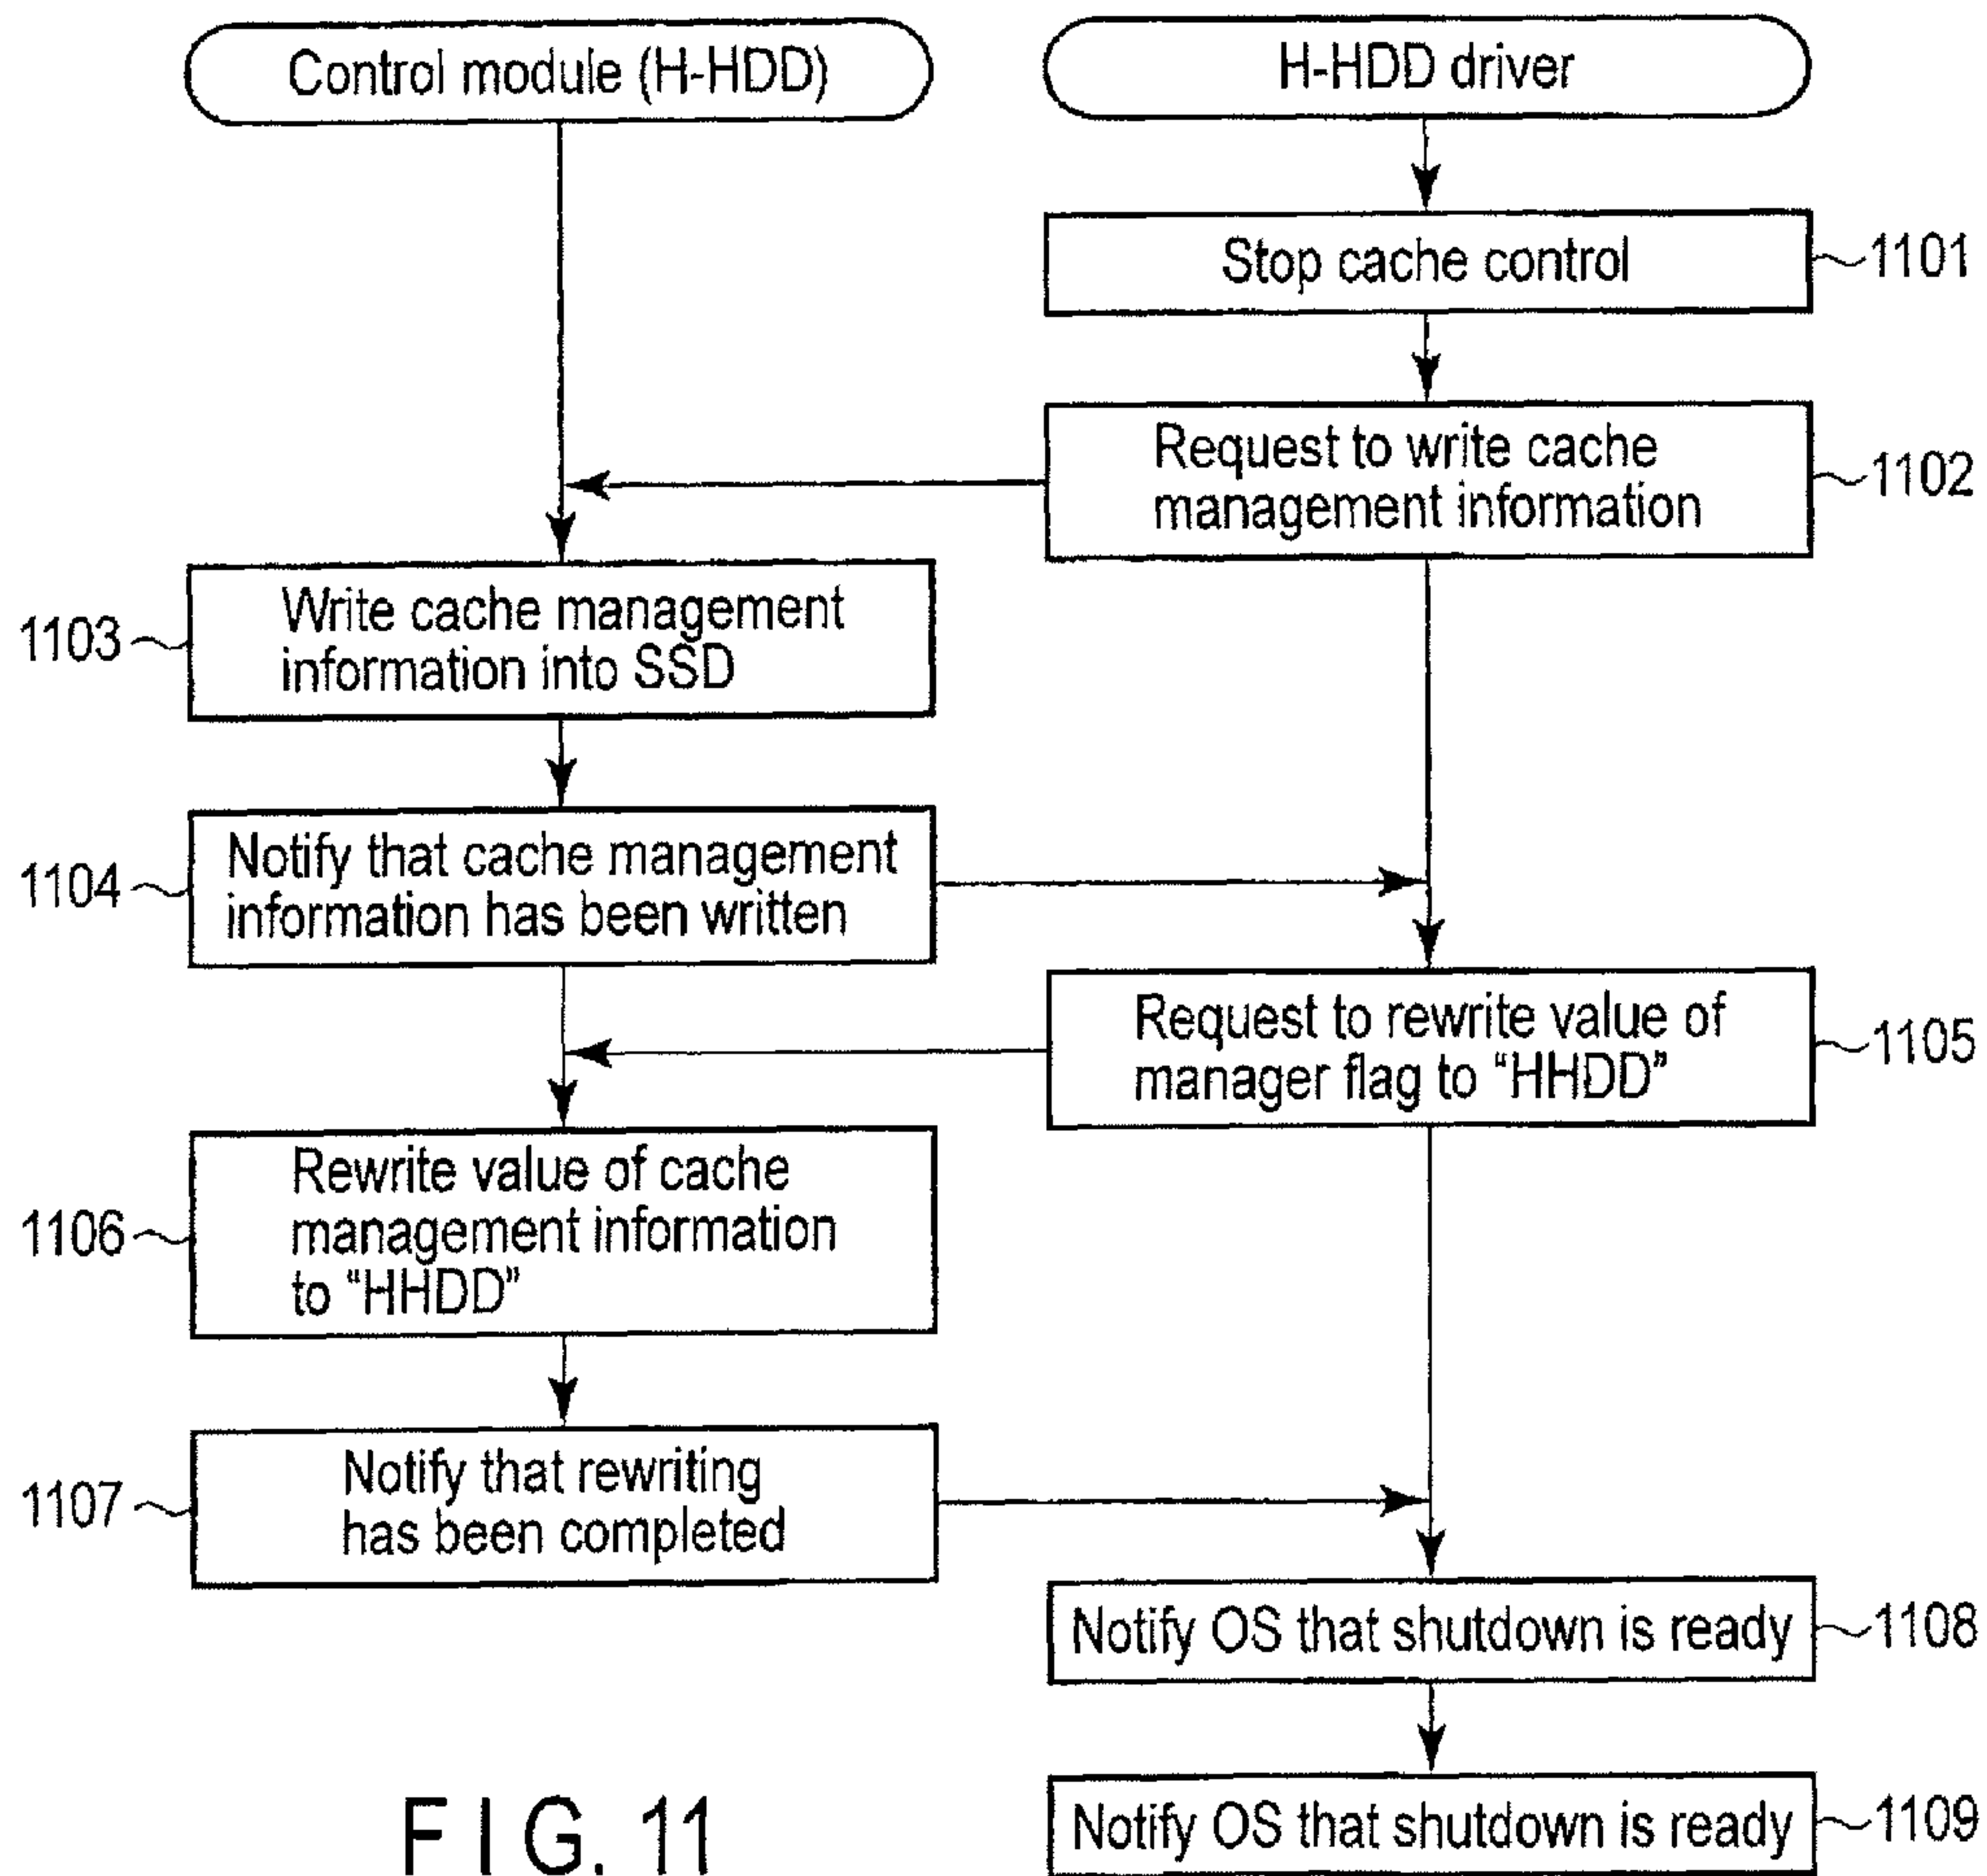 Control module (H-HDD)
H-HDD driver
Stop cache control
1101
Request to write cache
management information
1102
1103
Write cache management
information into SSD
1104
Notify that cache management
information has been written
Request to rewrite value of
manager flag to “HHDD”
1105
1106
Rewrite value of cache
management information
to “HHDD”
1107
Notify that rewriting
has been completed
Notify OS that shutdown is ready
1108
Notify OS that shutdown is ready
1109
FIG. 11